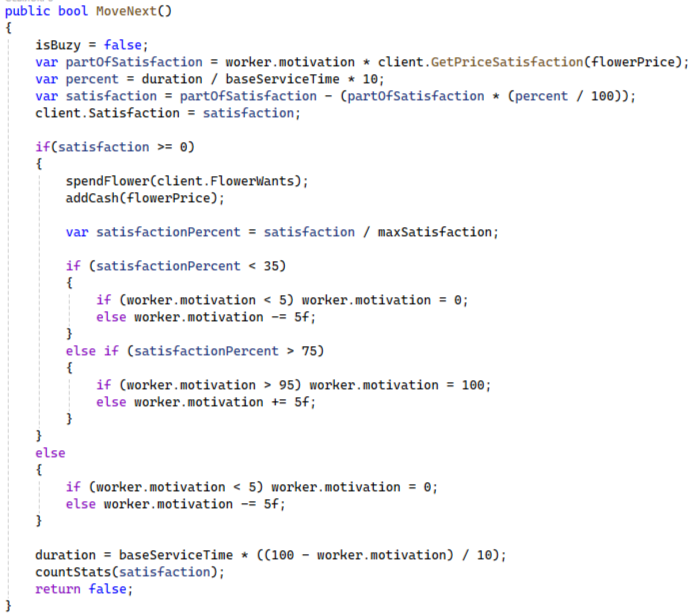 public bool MoveNext()
{
isBuzy = false;
var partOfSatisfaction = worker.motivation * client.GetPriceSatisfaction(flowerPrice);
var percent = duration / baseServiceTime * 10;
var satisfaction = partOfSatisfaction - (partOfSatisfaction * (percent / 100));
client.Satisfaction = satisfaction;
if(satisfaction >= 0)
{
spendFlower(client.FlowerWants);
addCash(flowerPrice);
var satisfactionPercent = satisfaction / maxSatisfaction;
if (satisfactionPercent < 35)
{
if (worker.motivation < 5) worker.motivation = 0;
else worker.motivation -= 5f;
}
else if (satisfactionPercent > 75)
{
if (worker.motivation > 95) worker.motivation = 100;
else worker.motivation += 5f;
}
}
else
{
if (worker.motivation < 5) worker.motivation = 0;
else worker.motivation -= 5f;
}
duration = baseServiceTime * ((100 - worker.motivation) / 10);
countStats(satisfaction);
return false;
}